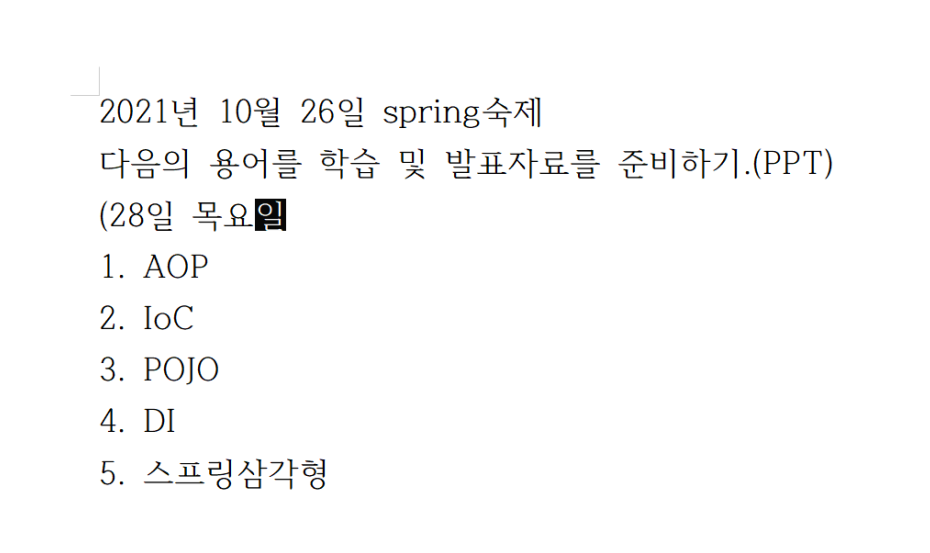 2021년 10월 26일 spring숙제
다음의 용어를 학습 및 발표자료를 준비하기.(PPT)
(28일 목요일
1. AOP
2. IoC
3. POJO
4. DI
5. 스프링삼각형